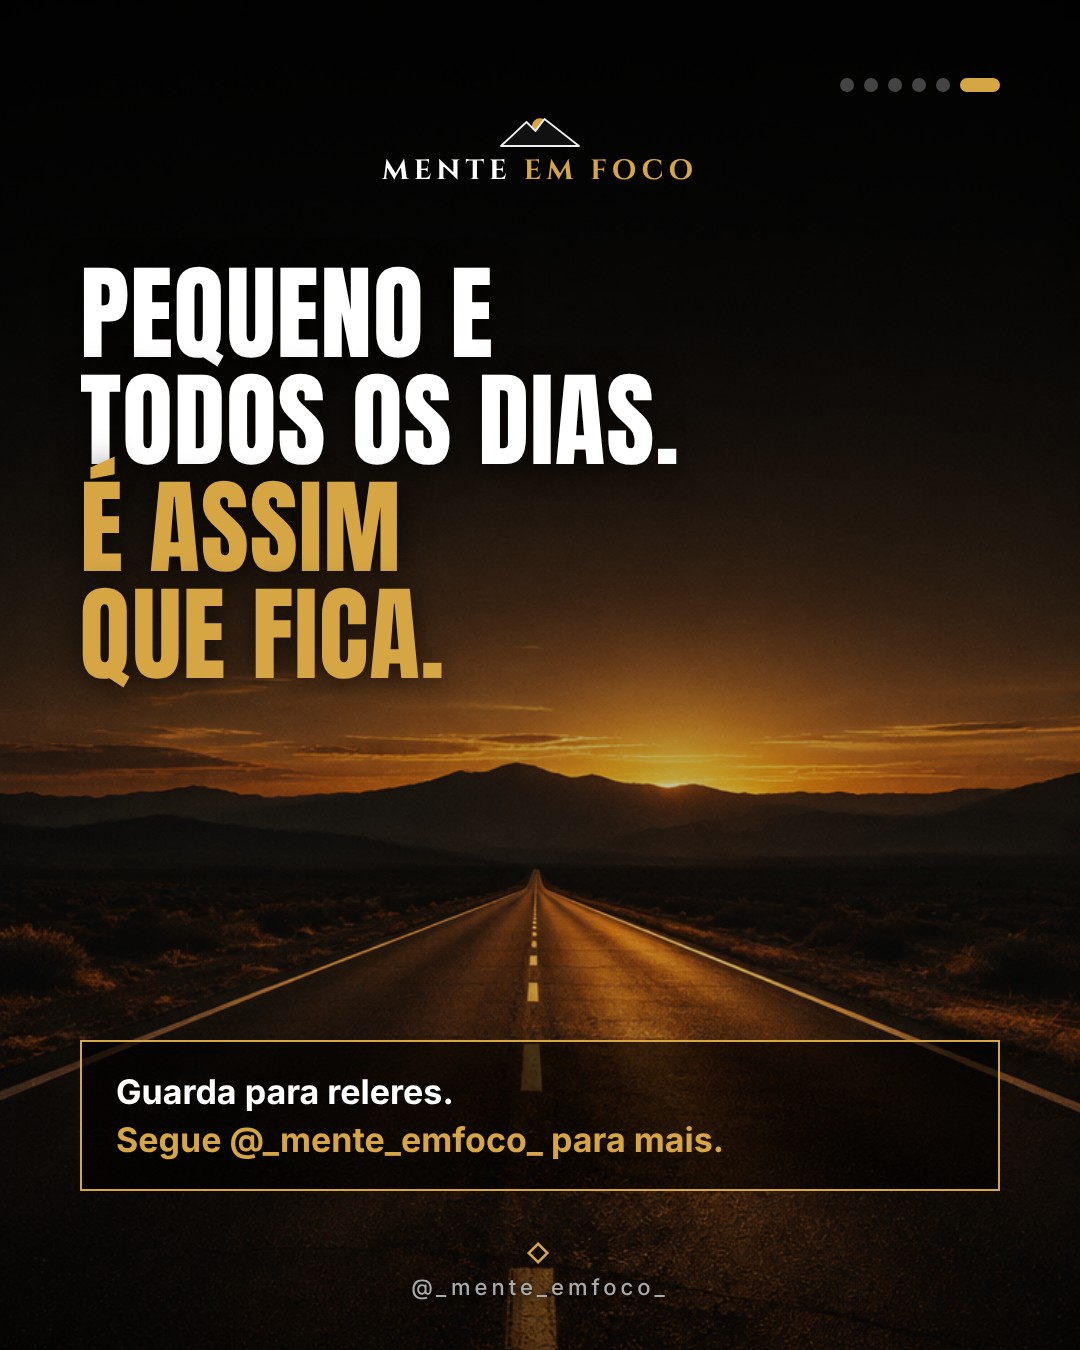 MENTE EM FOCO
PEQUENO E
TODOS OS DIAS.
É ASSIM
QUE FICA.
Guarda para releres.
Segue @_mente_emfoco_ para mais.
@_mente_emfoco_